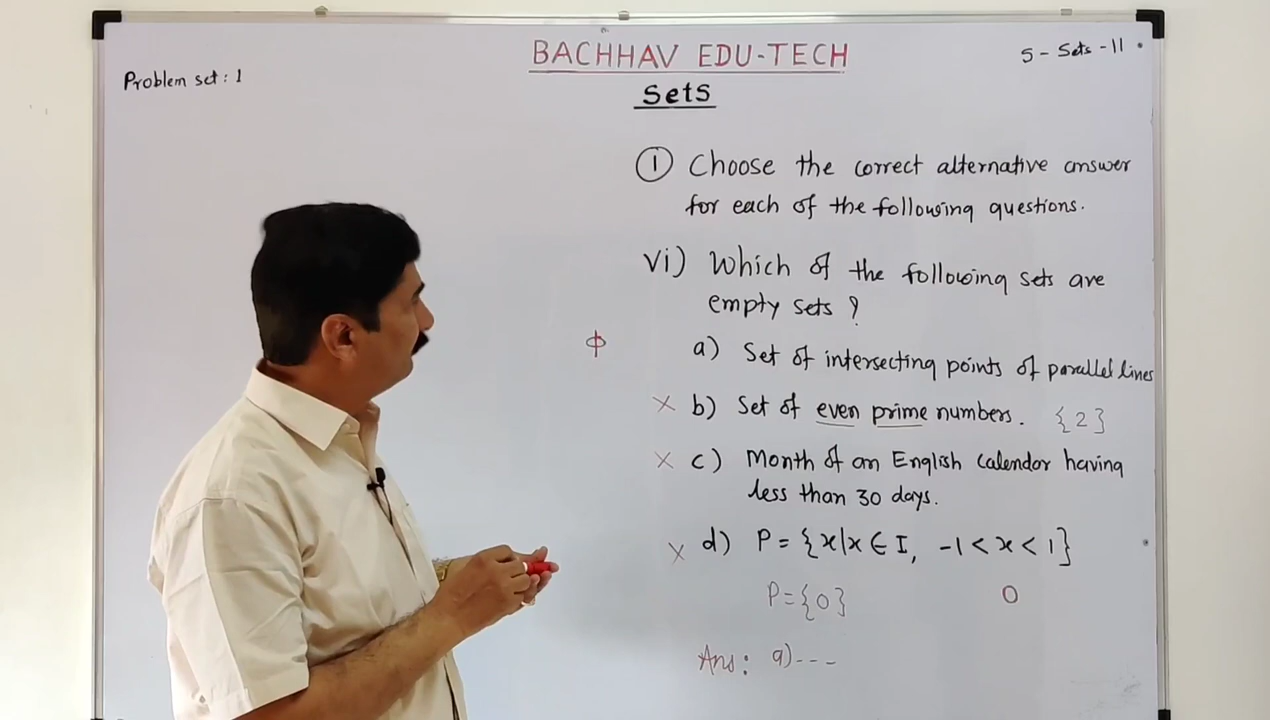 BACHHAV EDU-TECH
5 - Sets - 11
Problem set : 1
Sets
① Choose the correct alternative answer
for each of the following questions.
vi) Which of the following sets are
empty sets ?
ϕ
a) Set of intersecting points of parallel lines
× b) Set of even prime numbers. {2}
× c) Month of an English Calendor having
less than 30 days.
× d) P = {x|x ∈ I, -1 < x < 1}
P={0} 0
Ans: a)---